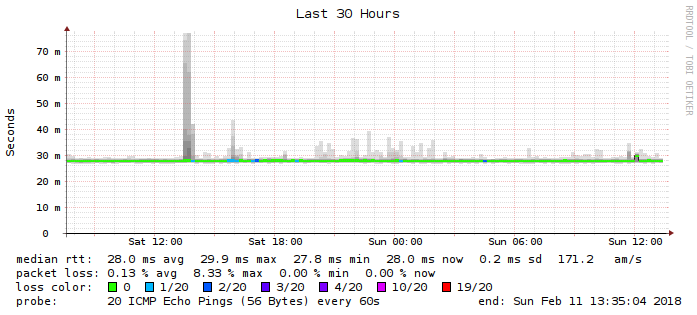 Last 30 Hours
RRDTOOL / TOBI OETIKER
Seconds
70 m
60 m
50 m
40 m
30 m
20 m
10 m
0
Sat 12:00 Sat 18:00 Sun 00:00 Sun 06:00 Sun 12:00
median rtt: 28.0 ms avg 29.9 ms max 27.8 ms min 28.0 ms now 0.2 ms sd 171.2 am/s
packet loss: 0.13 % avg 8.33 % max 0.00 % min 0.00 % now
loss color: 0 1/20 2/20 3/20 4/20 10/20 19/20
probe: 20 ICMP Echo Pings (56 Bytes) every 60s end: Sun Feb 11 13:35:04 2018